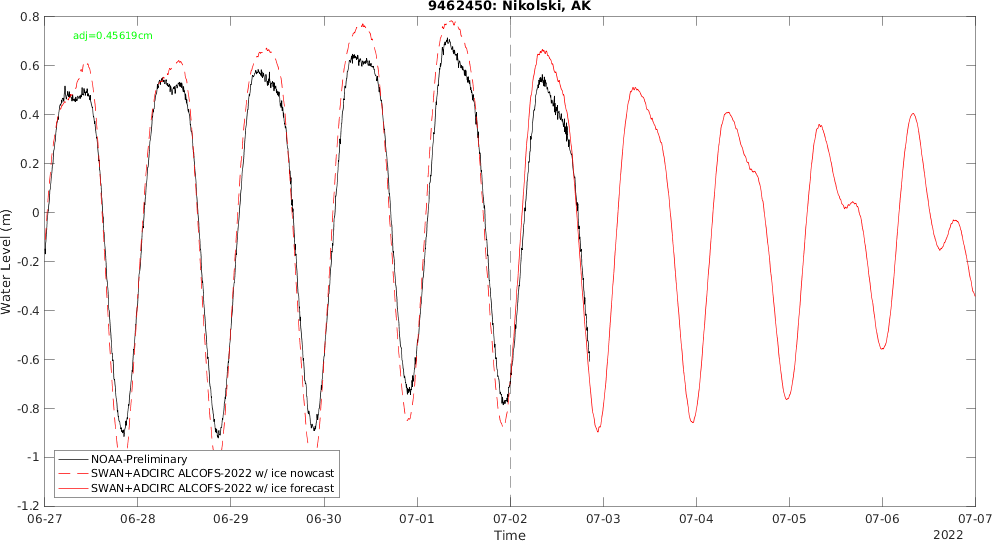 9462450: Nikolski, AK
adj=0.45619cm
0.8
0.6
0.4
0.2
0
-0.2
-0.4
-0.6
-0.8
-1
-1.2
Water Level (m)
NOAA-Preliminary
SWAN+ADCIRC ALCOFS-2022 w/ ice nowcast
SWAN+ADCIRC ALCOFS-2022 w/ ice forecast
06-27 06-28 06-29 06-30 07-01 07-02 07-03 07-04 07-05 07-06 07-07
Time
2022